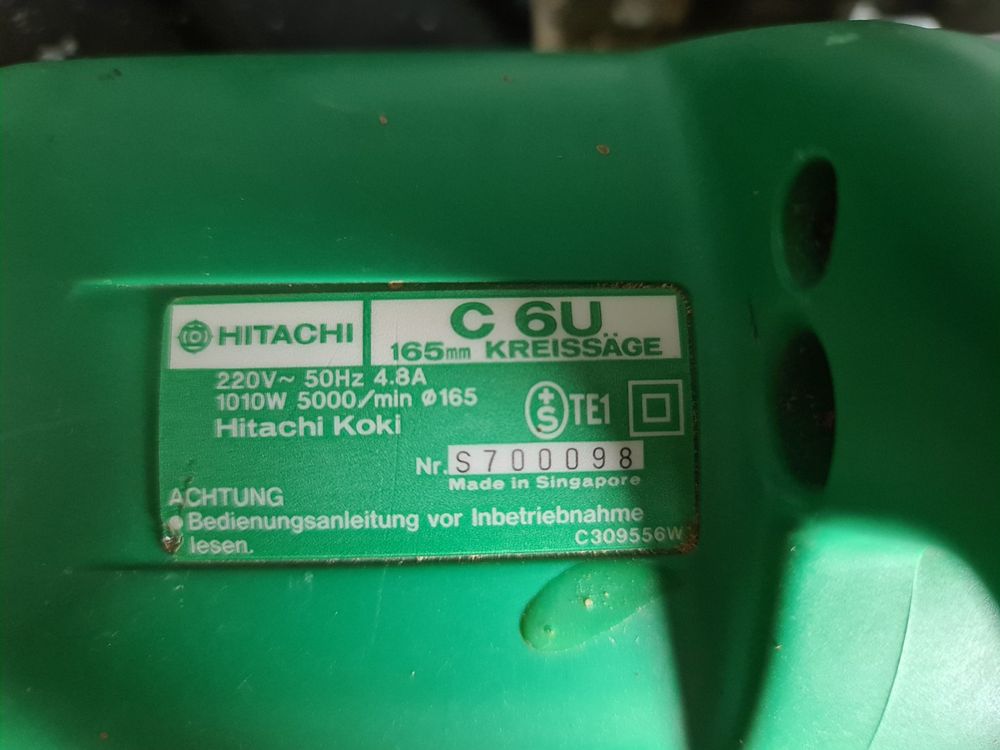 HITACHI
C 6U
165mm KREISSÄGE
220V~ 50Hz 4.8A
1010W 5000/min ø165
Hitachi Koki
+S TE1
Nr. S700098
Made in Singapore
ACHTUNG
● Bedienungsanleitung vor Inbetriebnahme
lesen.
C309556W